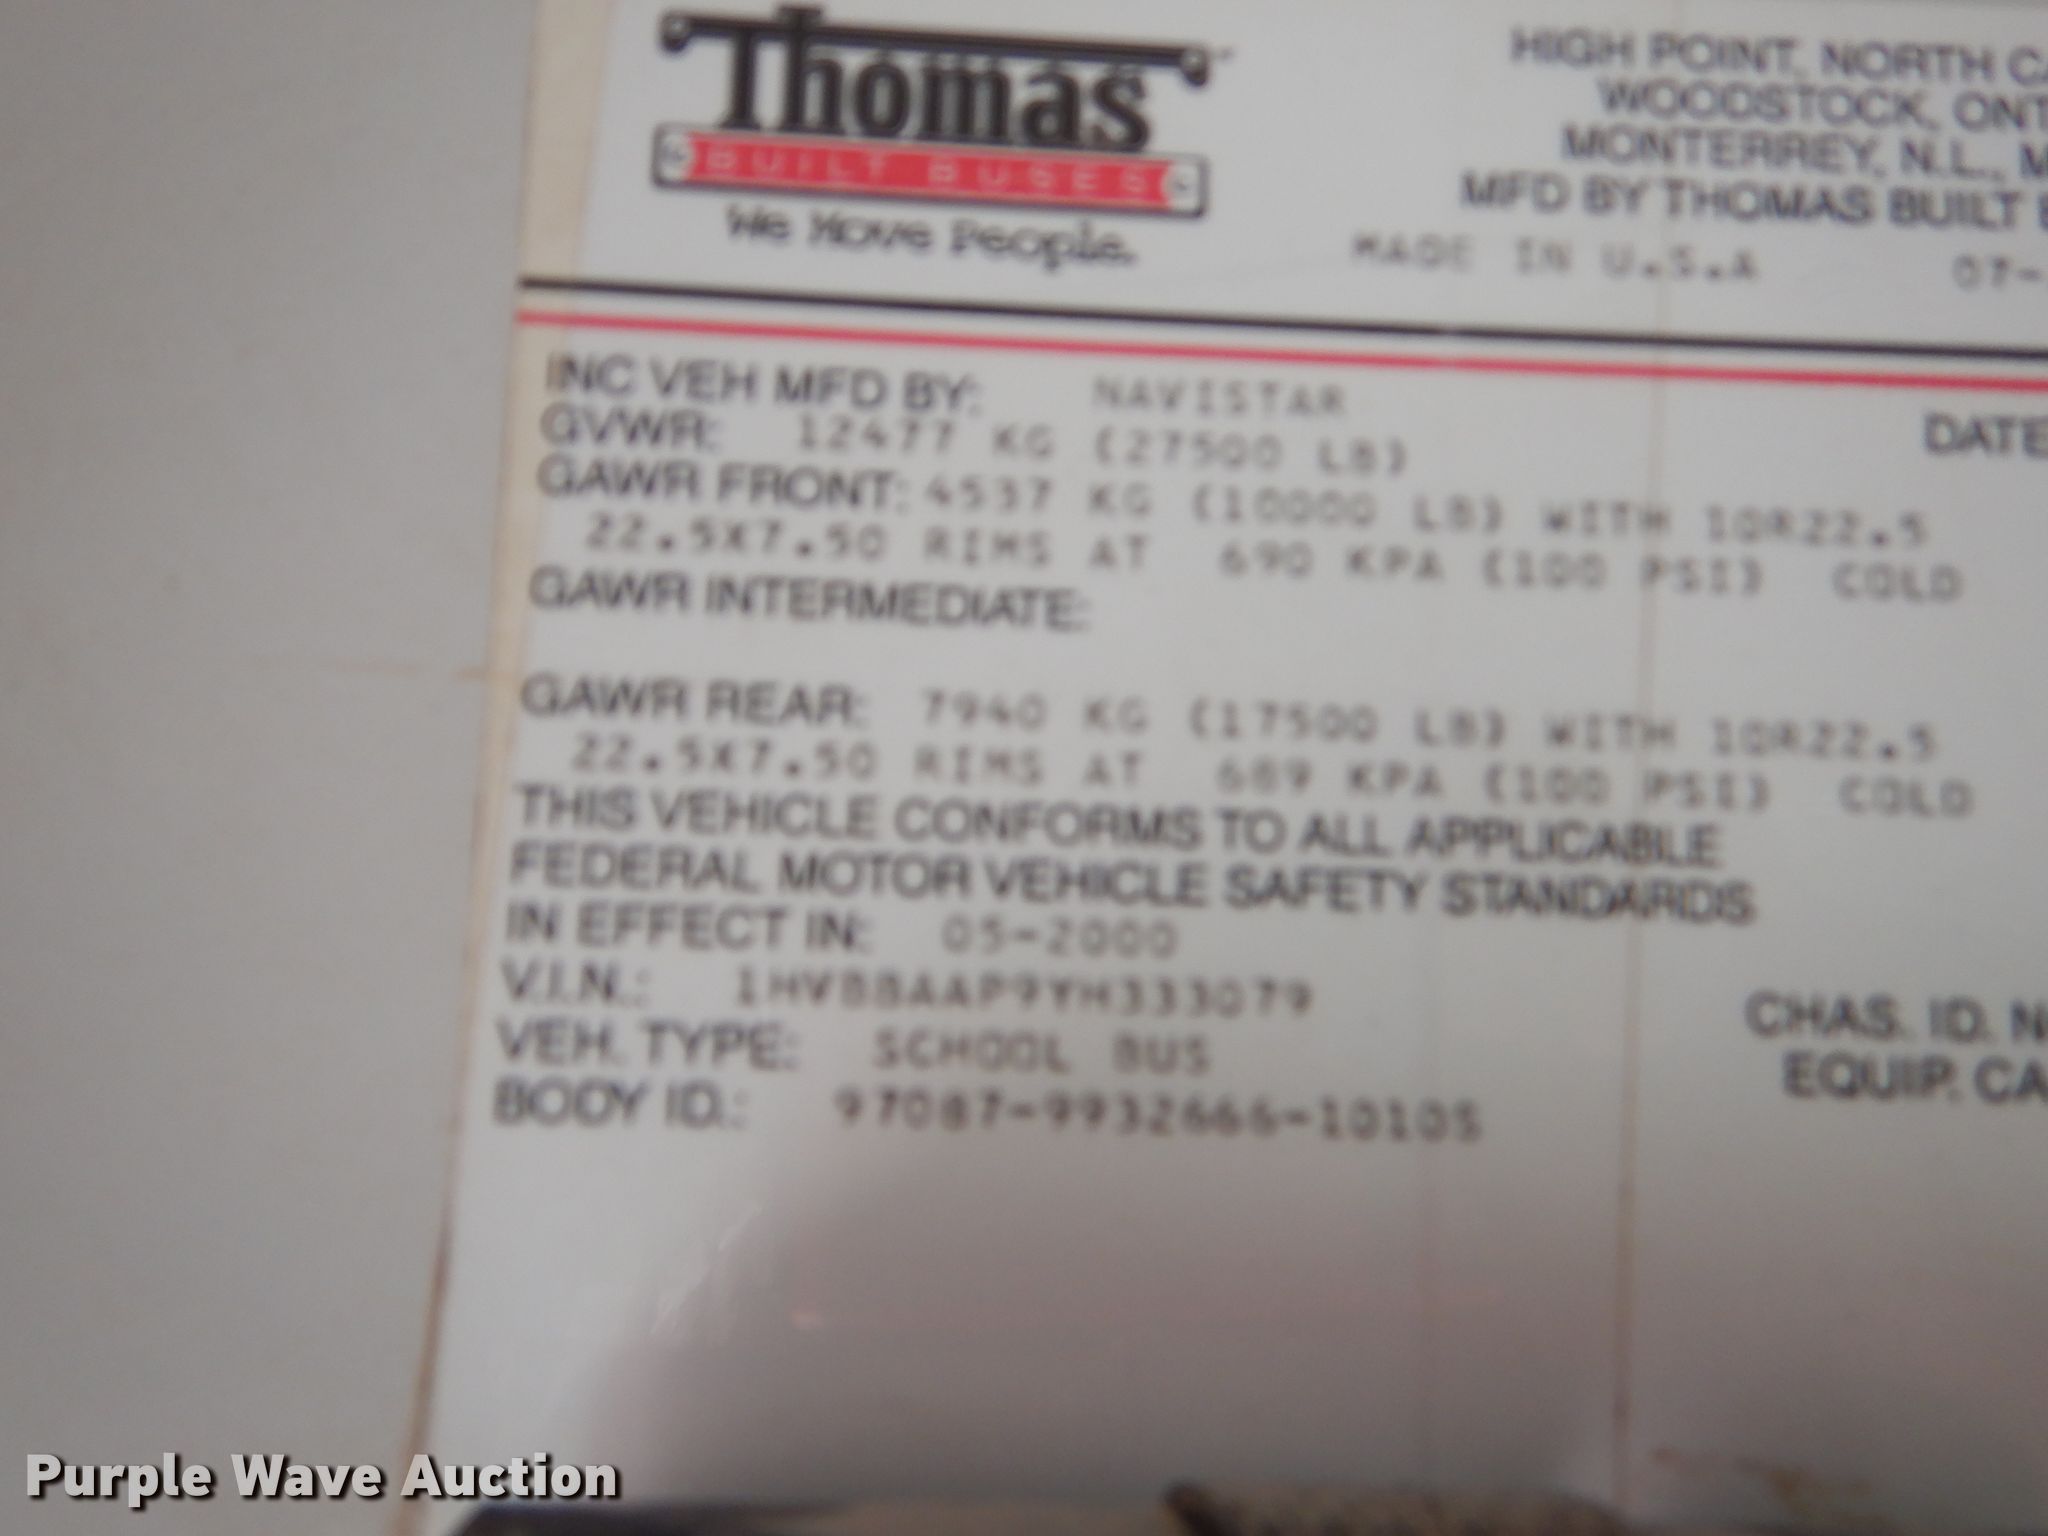 Thomas
BUILT BUSES
We Move People.
HIGH POINT, NORTH CA
WOODSTOCK, ONT
MONTERREY, N.L., M
MFD BY THOMAS BUILT B
MADE IN U.S.A 07-
INC VEH MFD BY: NAVISTAR
DATE
GVWR: 12477 KG (27500 LB)
GAWR FRONT: 4537 KG (10000 LB) WITH 10R22.5
22.5X7.50 RIMS AT 690 KPA (100 PSI) COLD
GAWR INTERMEDIATE:
GAWR REAR: 7940 KG (17500 LB) WITH 10R22.5
22.5X7.50 RIMS AT 689 KPA (100 PSI) COLD
THIS VEHICLE CONFORMS TO ALL APPLICABLE
FEDERAL MOTOR VEHICLE SAFETY STANDARDS
IN EFFECT IN: 05-2000
V.I.N.: 1HVBBAAP9YH333079
CHAS. ID. N
VEH. TYPE: SCHOOL BUS
EQUIP. CA
BODY ID.: 97087-9932666-10105
Purple Wave Auction